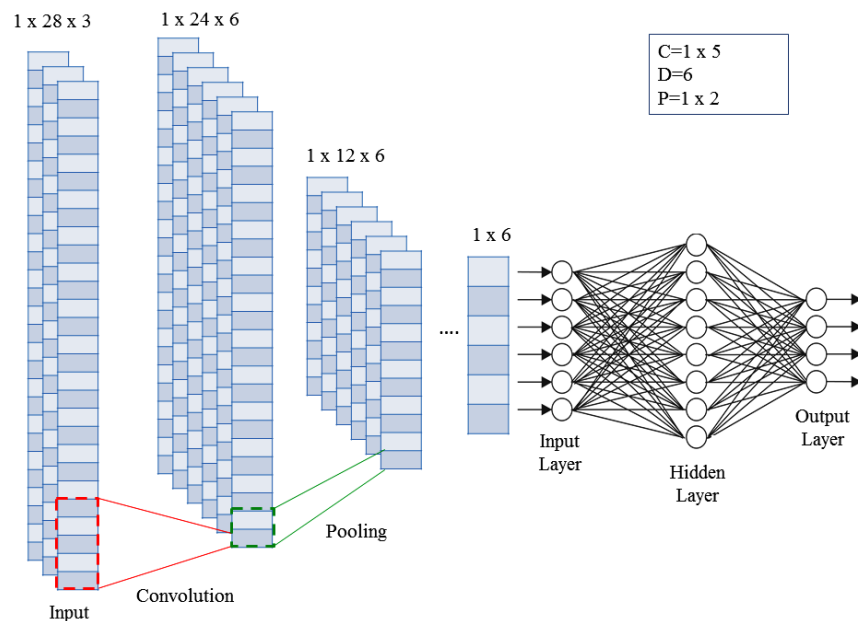 1 x 28 x 3
1 x 24 x 6
C=1 x 5
D=6
P=1 x 2
1 x 12 x 6
1 x 6
....
Input
Layer
Hidden
Layer
Output
Layer
Pooling
Convolution
Input